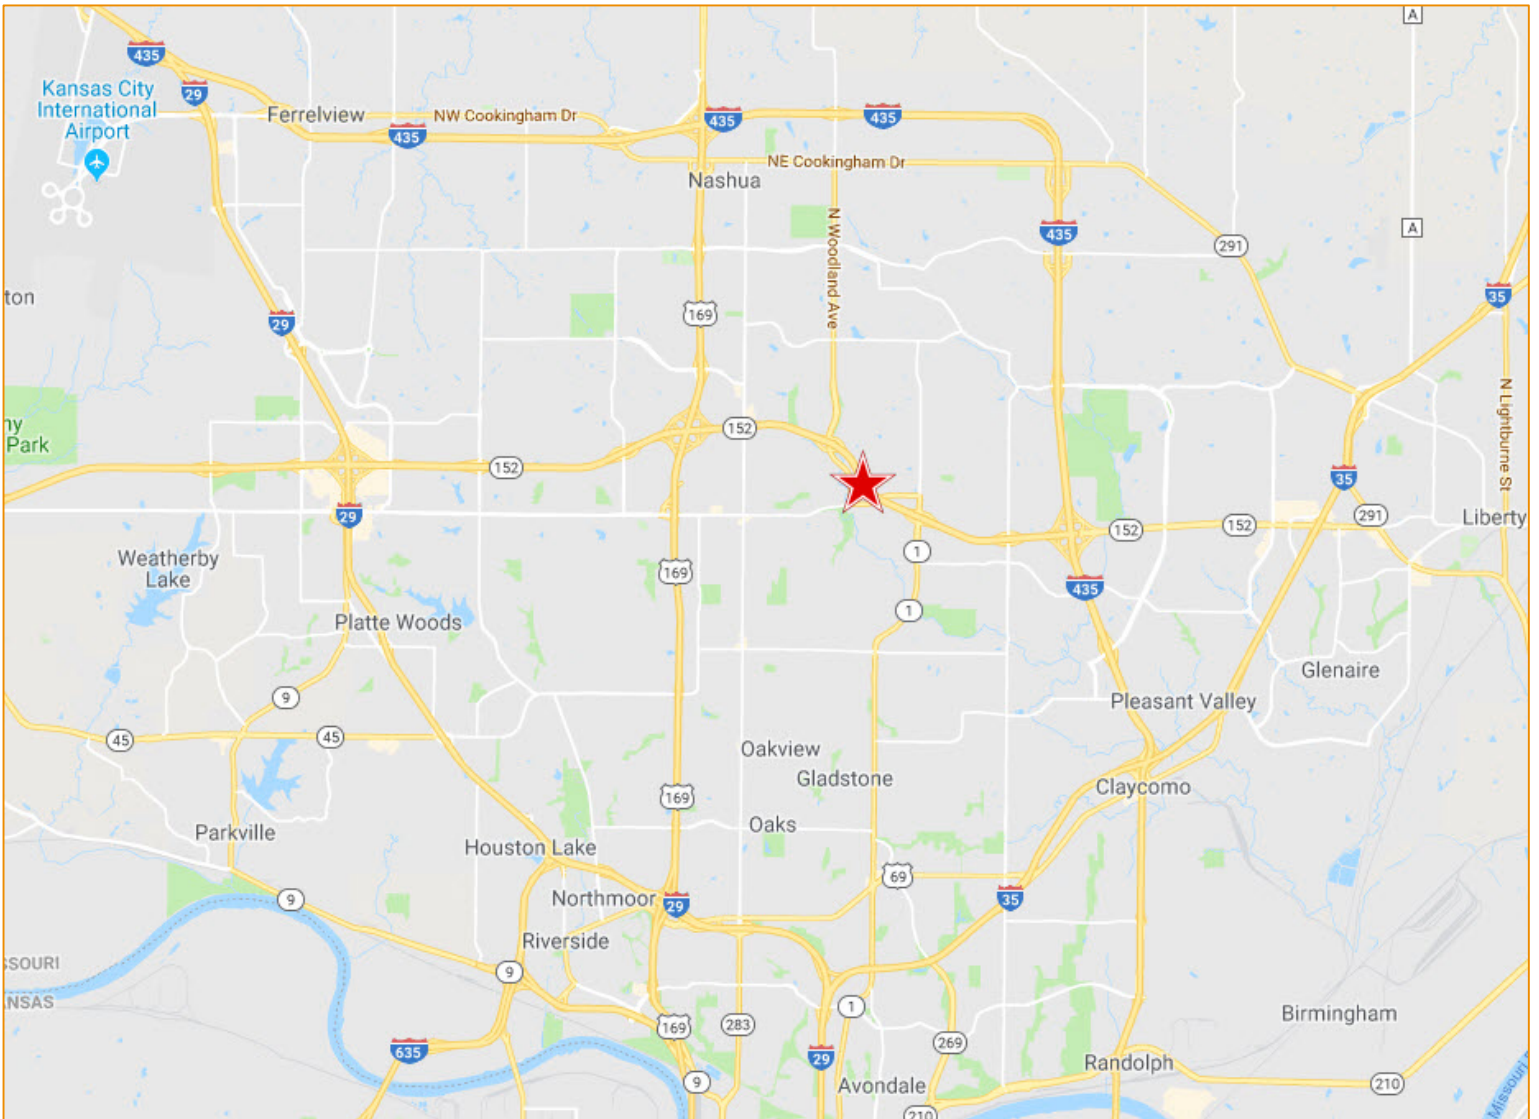 A
435
Kansas City
International
Airport
29
Ferrelview
NW Cookingham Dr
435
435
435
NE Cookingham Dr
Nashua
N Woodland Ave
435
A
291
ton
29
169
35
ny
Park
152
152
N Lightburne St
29
35
291
Liberty
152
152
1
Weatherby
Lake
169
435
1
Platte Woods
Glenaire
9
Pleasant Valley
45
45
Oakview
Gladstone
Claycomo
169
Oaks
Parkville
Houston Lake
69
Northmoor
29
35
9
Riverside
SSOURI
9
ANSAS
1
Birmingham
169
283
269
635
29
Randolph
9
Avondale
210
210